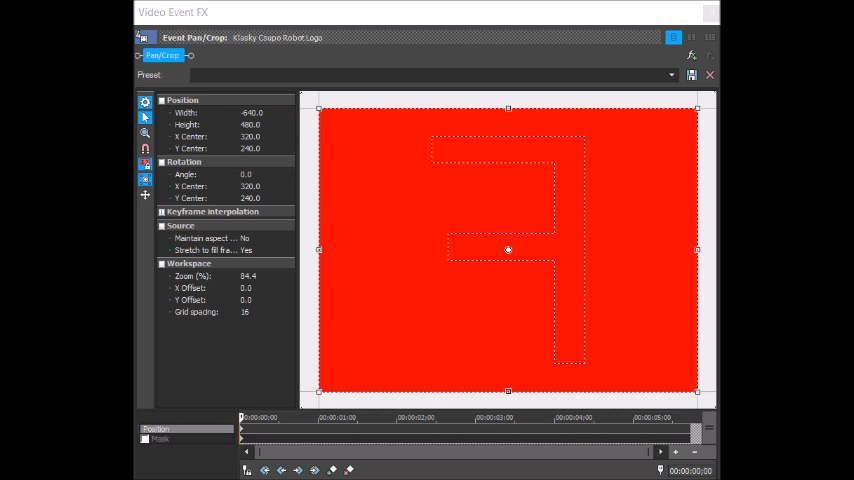 Video Event FX
Event Pan/Crop: Klasky Csupo Robot Logo
Pan/Crop
Preset:
Position
Width: -640.0
Height: 480.0
X Center: 320.0
Y Center: 240.0
Rotation
Angle: 0.0
X Center: 320.0
Y Center: 240.0
Keyframe interpolation
Source
Maintain aspect ... No
Stretch to fill fra... Yes
Workspace
Zoom (%): 84.4
X Offset: 0.0
Y Offset: 0.0
Grid spacing: 16
00:00:00;00 00:00:01;00 00:00:02;00 00:00:03;00 00:00:04;00 00:00:05;00
Position
Mask
00:00:00;00